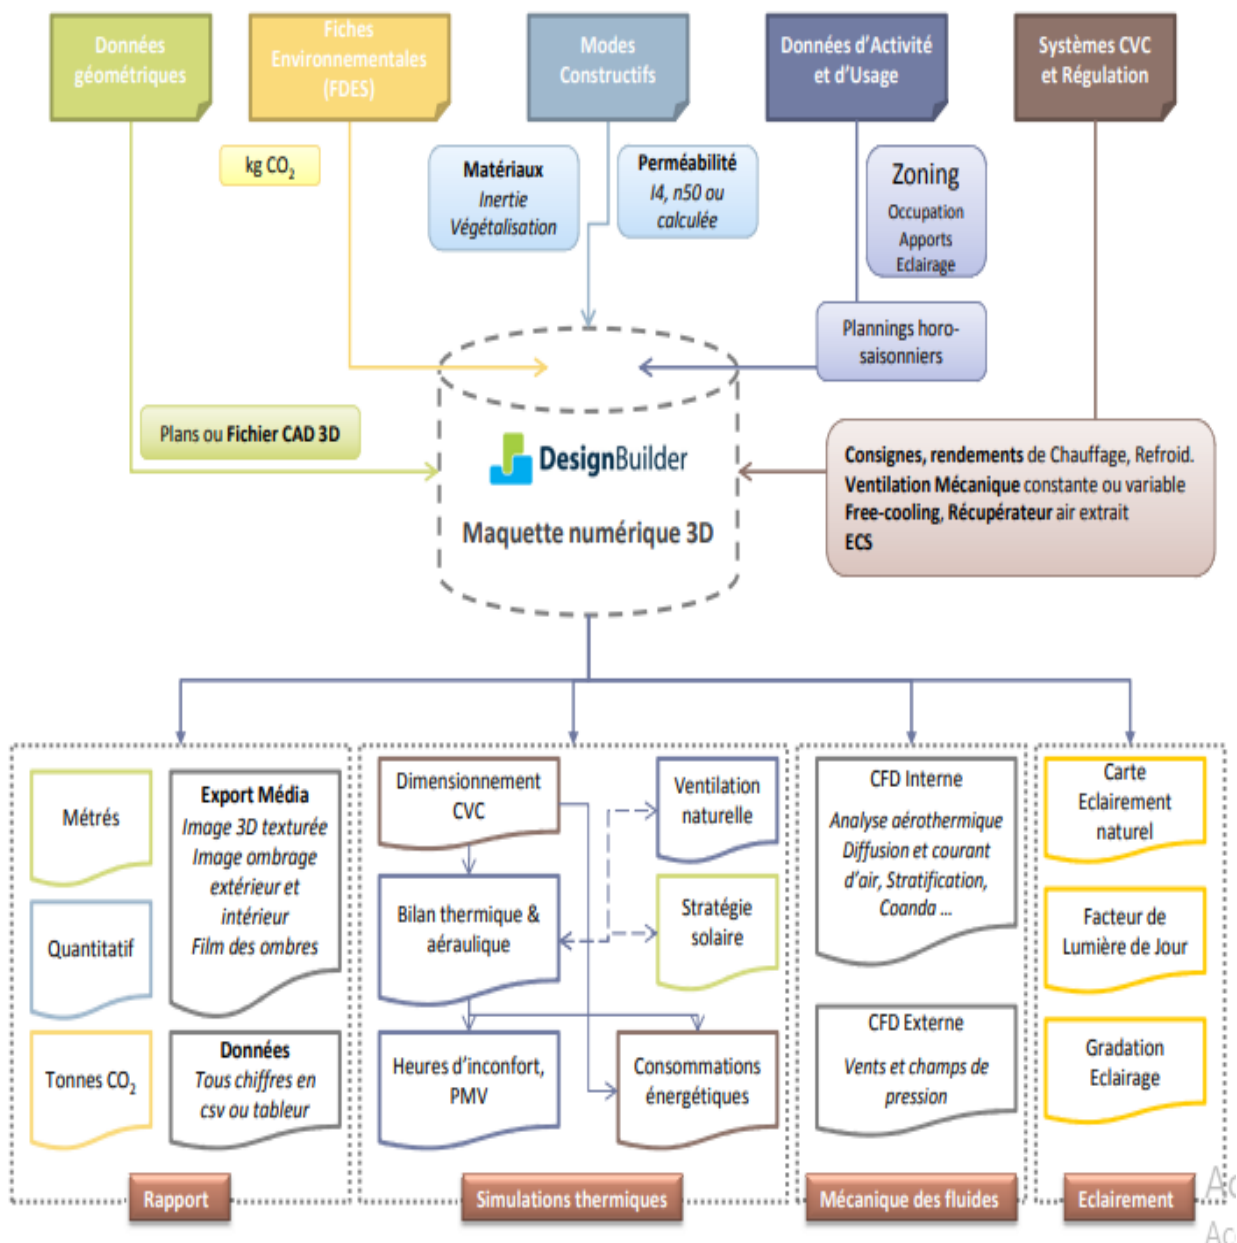 Données
géométriques
Fiches
Environnementales
(FDES)
Modes
Constructifs
Données d'Activité
et d'Usage
Systèmes CVC
et Régulation
kg CO₂
Matériaux
Inertie
Végétalisation
Perméabilité
I4, n50 ou
calculée
Zoning
Occupation
Apports
Eclairage
Plannings horo-
saisonniers
Plans ou Fichier CAD 3D
DesignBuilder
Maquette numérique 3D
Consignes, rendements de Chauffage, Refroid.
Ventilation Mécanique constante ou variable
Free-cooling, Récupérateur air extrait
ECS
Métrés
Quantitatif
Tonnes CO₂
Export Média
Image 3D texturée
Image ombrage
extérieur et
intérieur
Film des ombres
Données
Tous chiffres en
csv ou tableur
Rapport
Dimensionnement
CVC
Bilan thermique &
aéraulique
Heures d'inconfort,
PMV
Ventilation
naturelle
Stratégie
solaire
Consommations
énergétiques
Simulations thermiques
CFD Interne
Analyse aérothermique
Diffusion et courant
d'air, Stratification,
Coanda ...
CFD Externe
Vents et champs de
pression
Mécanique des fluides
Carte
Eclairement
naturel
Facteur de
Lumière de Jour
Gradation
Eclairage
Eclairement